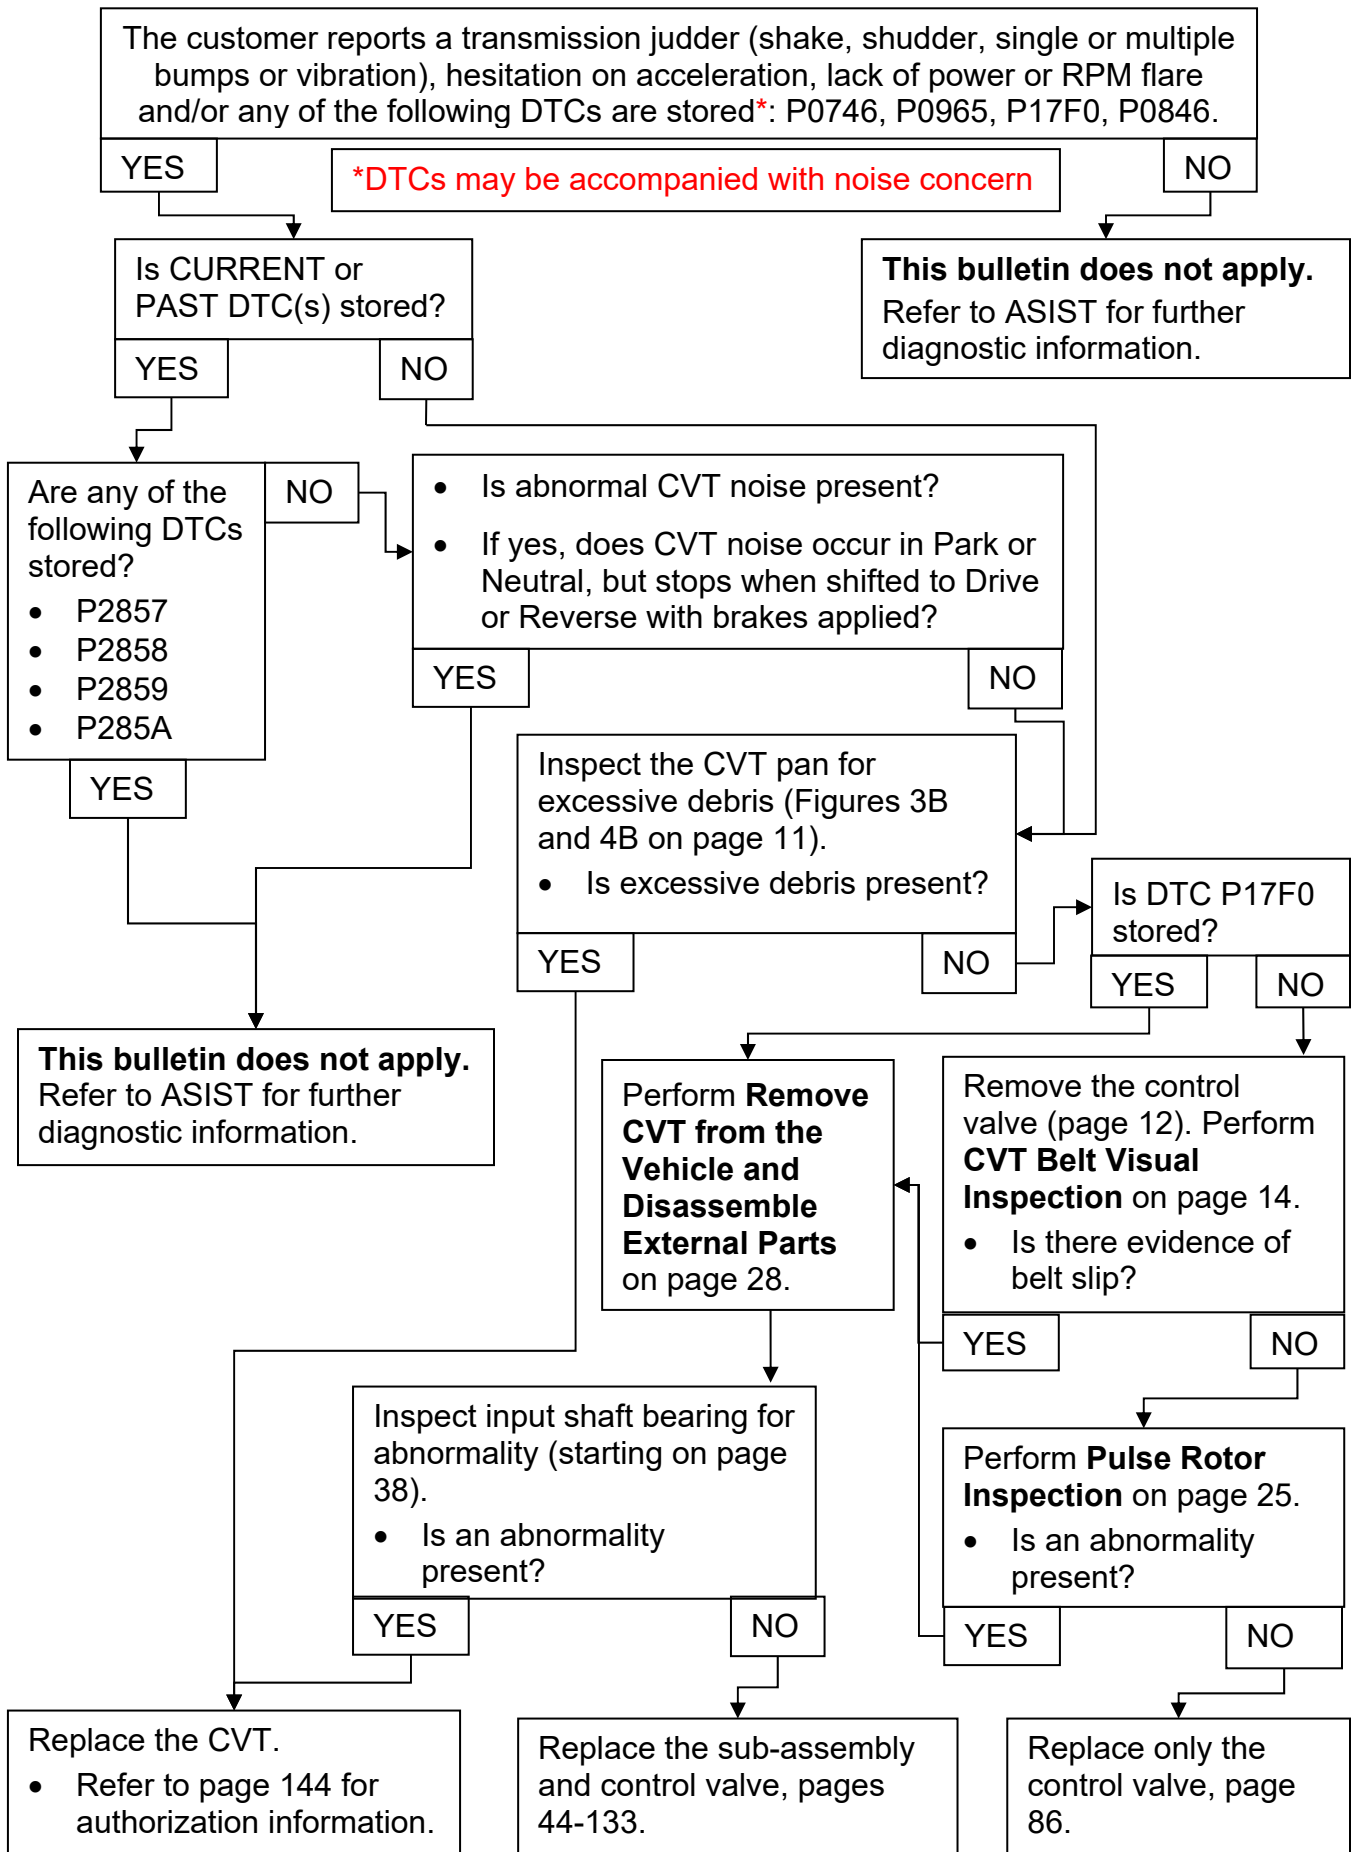 The customer reports a transmission judder (shake, shudder, single or multiple
bumps or vibration), hesitation on acceleration, lack of power or RPM flare
and/or any of the following DTCs are stored*: P0746, P0965, P17F0, P0846.
YES
*DTCs may be accompanied with noise concern
NO
Is CURRENT or
PAST DTC(s) stored?
YES
NO
This bulletin does not apply.
Refer to ASIST for further
diagnostic information.
Are any of the
following DTCs
stored?
• P2857
• P2858
• P2859
• P285A
NO
YES
• Is abnormal CVT noise present?
• If yes, does CVT noise occur in Park or
Neutral, but stops when shifted to Drive
or Reverse with brakes applied?
YES
NO
Inspect the CVT pan for
excessive debris (Figures 3B
and 4B on page 11).
• Is excessive debris present?
YES
NO
Is DTC P17F0
stored?
YES
NO
This bulletin does not apply.
Refer to ASIST for further
diagnostic information.
Perform Remove
CVT from the
Vehicle and
Disassemble
External Parts
on page 28.
Remove the control
valve (page 12). Perform
CVT Belt Visual
Inspection on page 14.
• Is there evidence of
belt slip?
YES
NO
Inspect input shaft bearing for
abnormality (starting on page
38).
• Is an abnormality
present?
YES
NO
Perform Pulse Rotor
Inspection on page 25.
• Is an abnormality
present?
YES
NO
Replace the CVT.
• Refer to page 144 for
authorization information.
Replace the sub-assembly
and control valve, pages
44-133.
Replace only the
control valve, page
86.